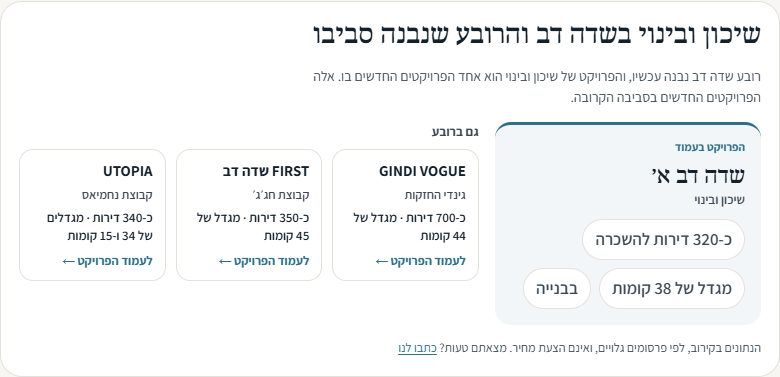 שיכון ובינוי בשדה דב והרובע שנבנה סביבו
רובע שדה דב נבנה עכשיו, והפרויקט של שיכון ובינוי הוא אחד הפרויקטים החדשים בו. אלה
הפרויקטים החדשים בסביבה הקרובה.
הפרויקט בעמוד
שדה דב א׳
שיכון ובינוי
כ-320 דירות להשכרה
מגדל של 38 קומות
בבנייה
גם ברובע
GINDI VOGUE
גינדי החזקות
כ-700 דירות · מגדל של
44 קומות
לעמוד הפרויקט ←
FIRST שדה דב
קבוצת חג׳ג׳
כ-350 דירות · מגדל של
45 קומות
לעמוד הפרויקט ←
UTOPIA
קבוצת נחמיאס
כ-340 דירות · מגדלים
של 34 ו-15 קומות
לעמוד הפרויקט ←
הנתונים בקירוב, לפי פרסומים גלויים, ואינם הצעת מחיר. מצאתם טעות? כתבו לנו